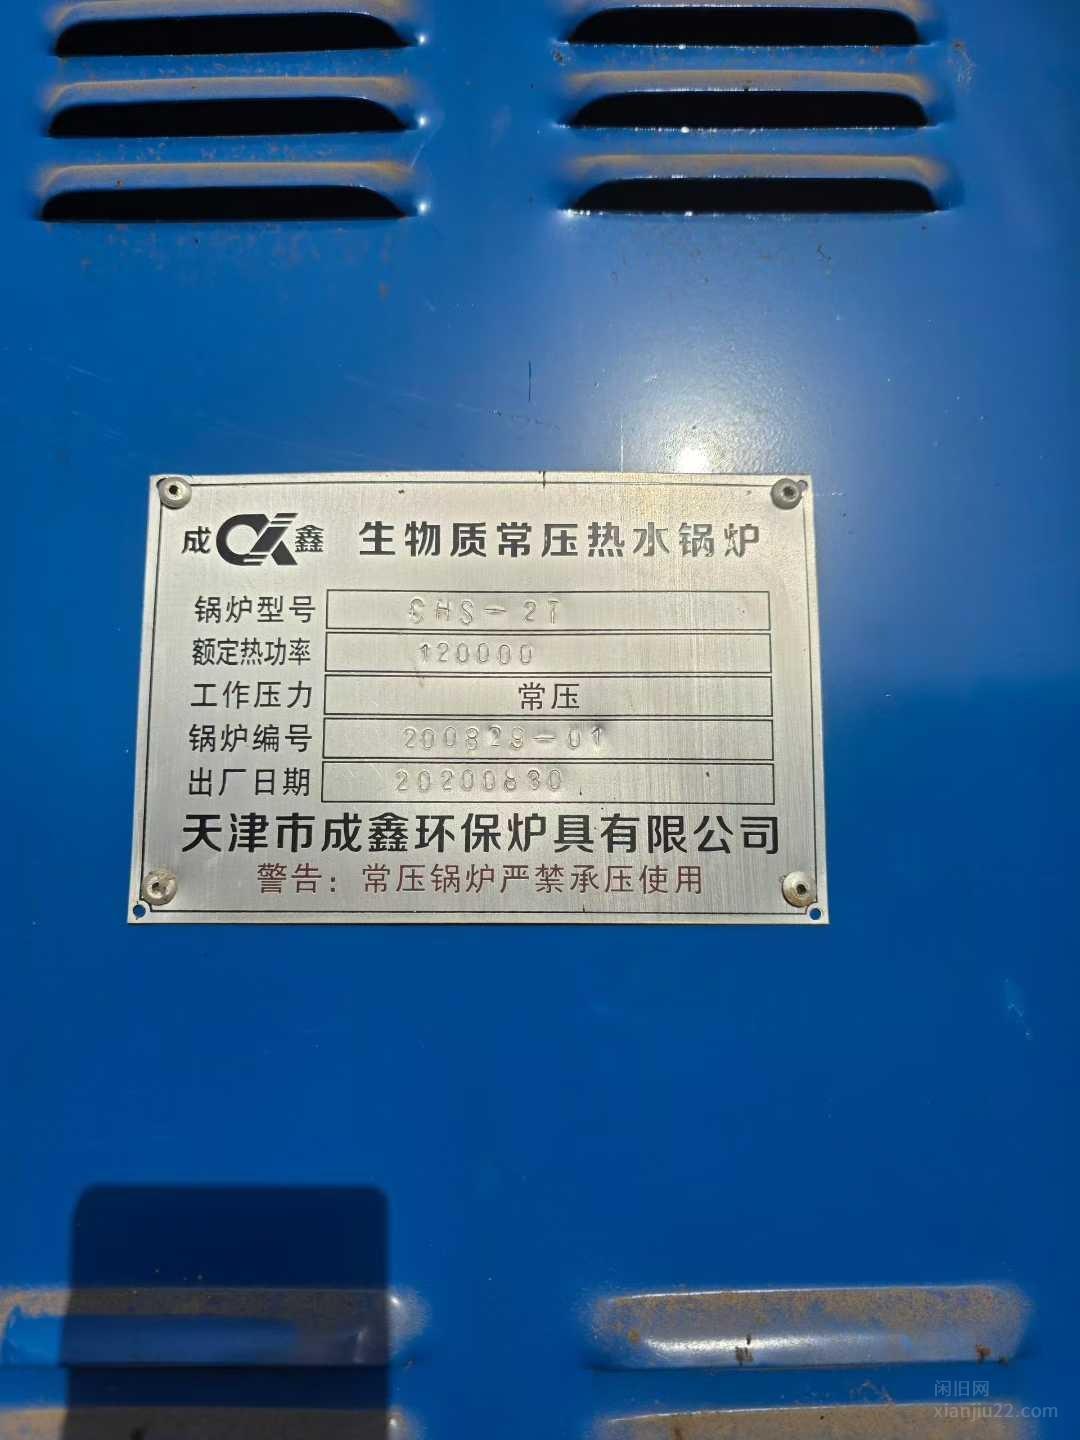 成 鑫 生物质常压热水锅炉
锅炉型号 CHS-2T
额定热功率 120000
工作压力 常压
锅炉编号 200829-01
出厂日期 20200830
天津市成鑫环保炉具有限公司
警告：常压锅炉严禁承压使用
闲旧网
xianjiu22.com